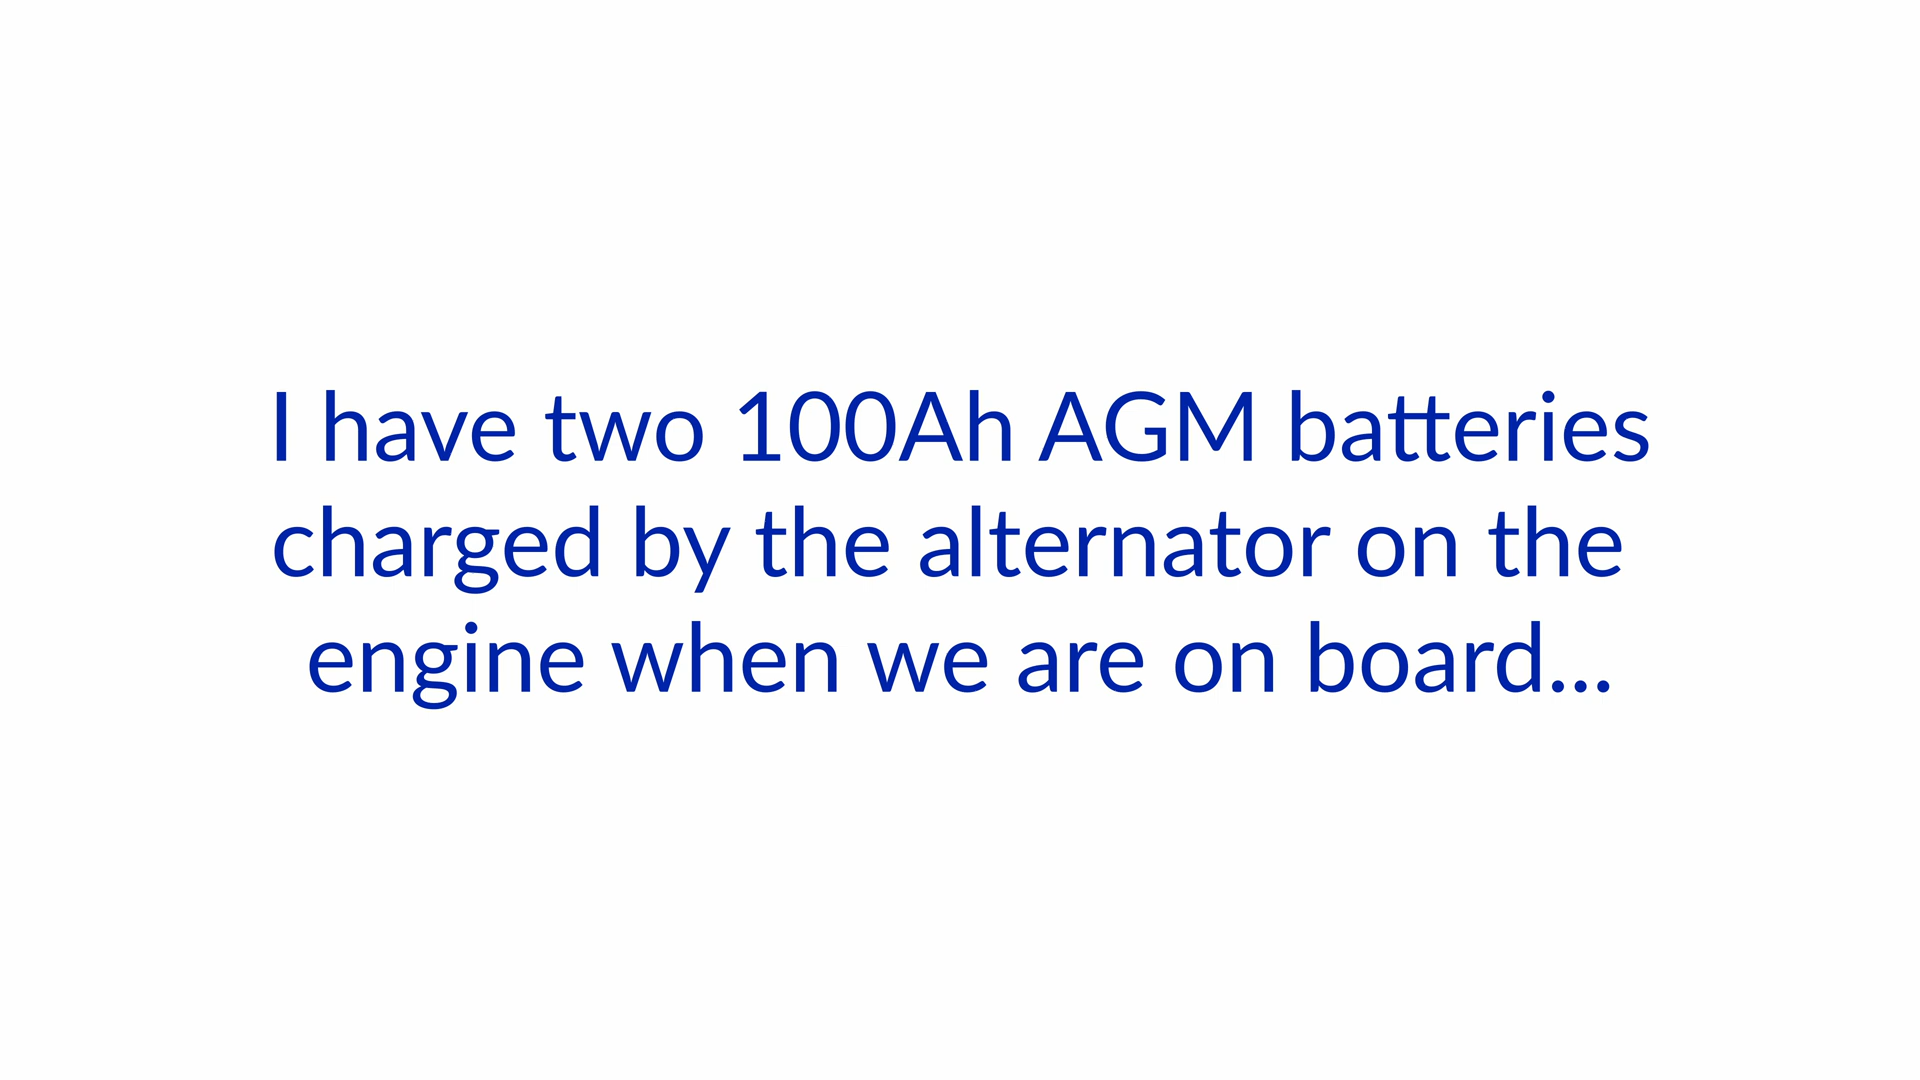 I have two 100Ah AGM batteries
charged by the alternator on the
engine when we are on board...